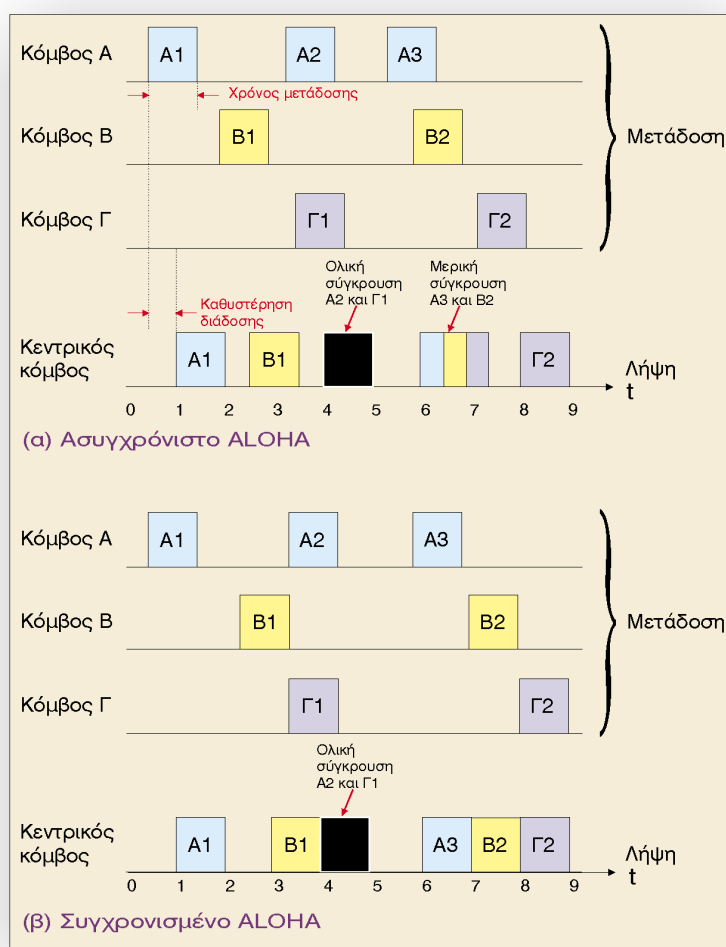 Κόμβος Α
Α1
Α2
Α3
Χρόνος μετάδοσης
Κόμβος Β
Β1
Β2
Μετάδοση
Κόμβος Γ
Γ1
Γ2
Ολική
σύγκρουση
Α2 και Γ1
Μερική
σύγκρουση
Α3 και Β2
Καθυστέρηση
διάδοσης
Κεντρικός
κόμβος
Α1
Β1
Γ2
Λήψη
t
0 1 2 3 4 5 6 7 8 9
(α) Ασυγχρόνιστο ALOHA
Κόμβος Α
Α1
Α2
Α3
Κόμβος Β
Β1
Β2
Μετάδοση
Κόμβος Γ
Γ1
Γ2
Ολική
σύγκρουση
Α2 και Γ1
Κεντρικός
κόμβος
Α1
Β1
Α3
Β2
Γ2
Λήψη
t
0 1 2 3 4 5 6 7 8 9
(β) Συγχρονισμένο ALOHA